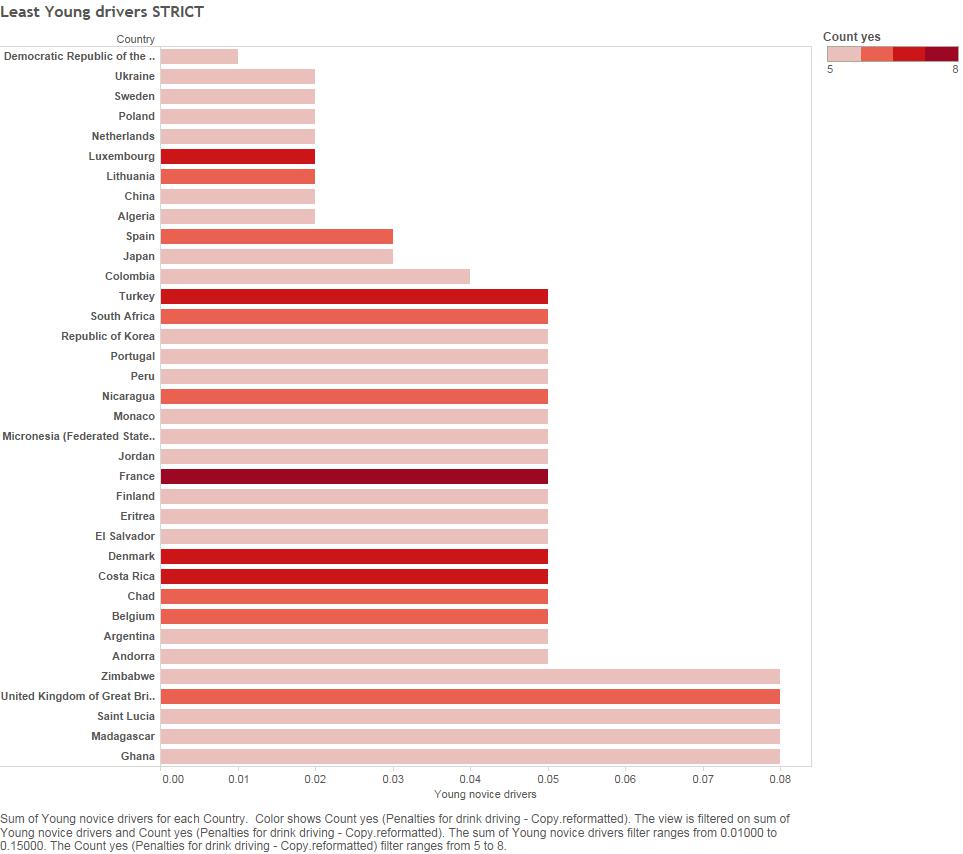 Least Young drivers STRICT
Country
Count yes
5 8
Democratic Republic of the ..
Ukraine
Sweden
Poland
Netherlands
Luxembourg
Lithuania
China
Algeria
Spain
Japan
Colombia
Turkey
South Africa
Republic of Korea
Portugal
Peru
Nicaragua
Monaco
Micronesia (Federated State..
Jordan
France
Finland
Eritrea
El Salvador
Denmark
Costa Rica
Chad
Belgium
Argentina
Andorra
Zimbabwe
United Kingdom of Great Bri..
Saint Lucia
Madagascar
Ghana
0.00 0.01 0.02 0.03 0.04 0.05 0.06 0.07 0.08
Young novice drivers
Sum of Young novice drivers for each Country.  Color shows Count yes (Penalties for drink driving - Copy.reformatted). The view is filtered on sum of
Young novice drivers and Count yes (Penalties for drink driving - Copy.reformatted). The sum of Young novice drivers filter ranges from 0.01000 to
0.15000. The Count yes (Penalties for drink driving - Copy.reformatted) filter ranges from 5 to 8.